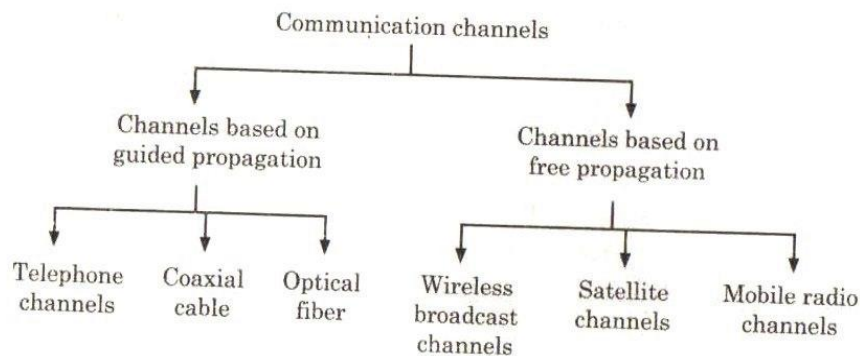 Communication channels
Channels based on
guided propagation
Channels based on
free propagation
Telephone
channels
Coaxial
cable
Optical
fiber
Wireless
broadcast
channels
Satellite
channels
Mobile radio
channels